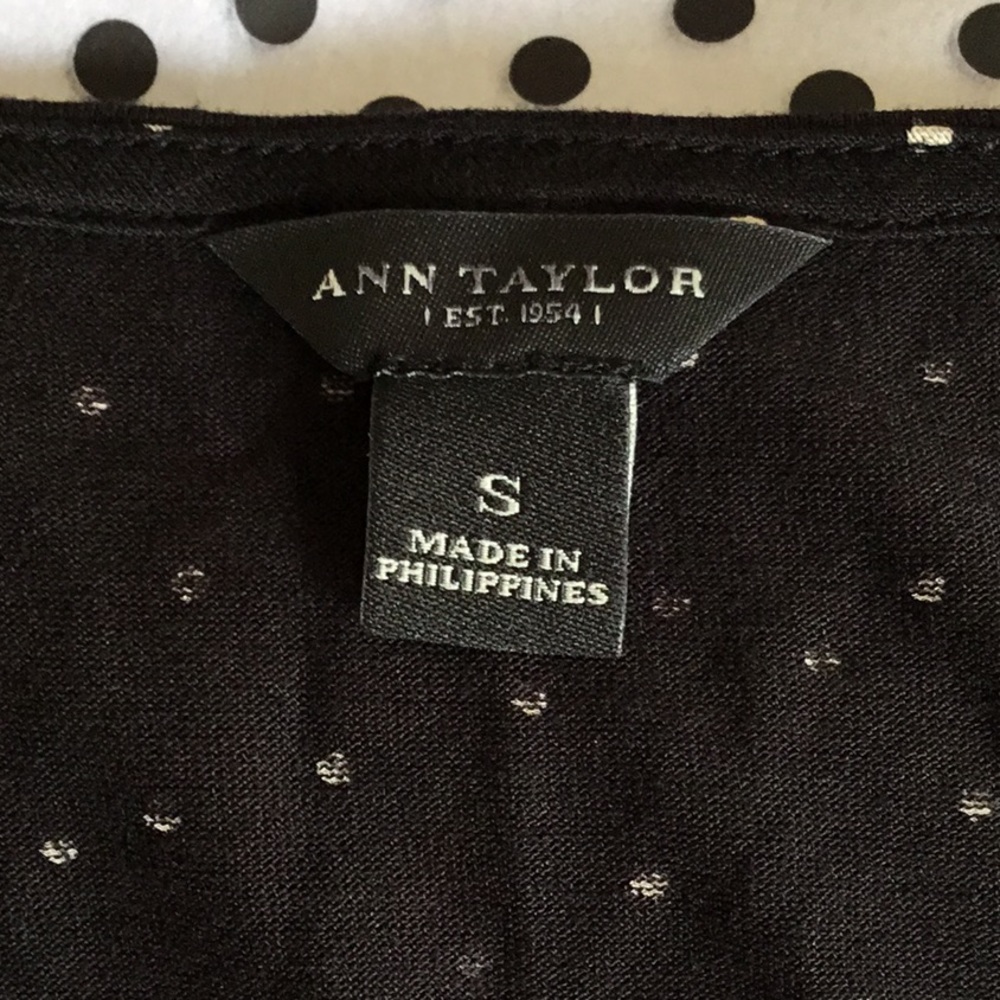 ANN TAYLOR
| EST. 1954 |
S
MADE IN
PHILIPPINES